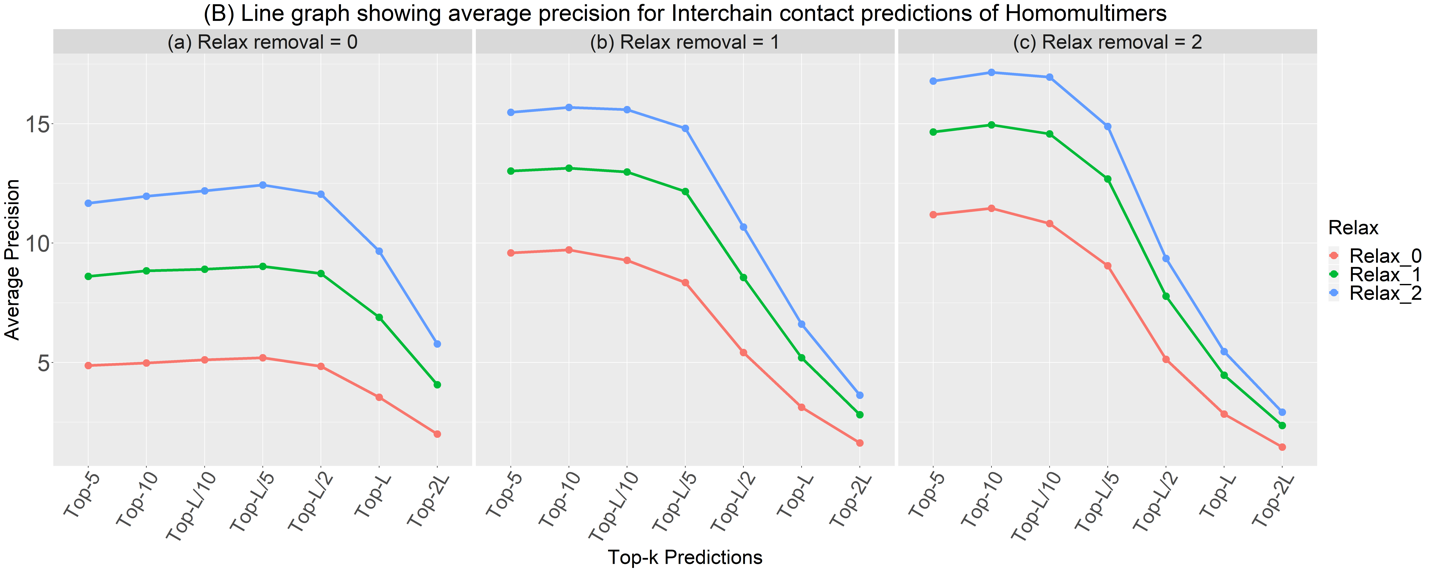 (B) Line graph showing average precision for Interchain contact predictions of Homomultimers
(a) Relax removal = 0
(b) Relax removal = 1
(c) Relax removal = 2
Average Precision
15
10
5
Top-5
Top-10
Top-L/10
Top-L/5
Top-L/2
Top-L
Top-2L
Top-5
Top-10
Top-L/10
Top-L/5
Top-L/2
Top-L
Top-2L
Top-5
Top-10
Top-L/10
Top-L/5
Top-L/2
Top-L
Top-2L
Top-k Predictions
Relax
Relax_0
Relax_1
Relax_2